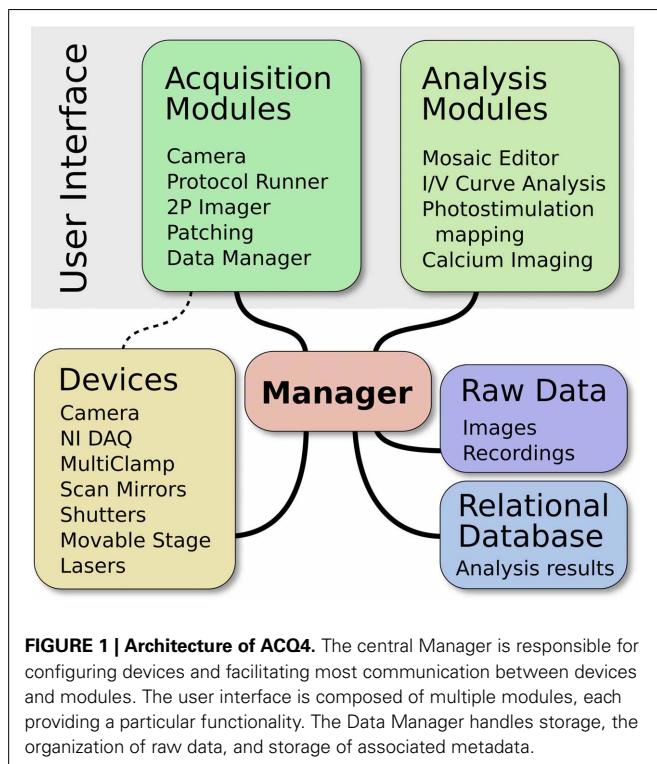 User Interface
Acquisition
Modules
Camera
Protocol Runner
2P Imager
Patching
Data Manager
Analysis
Modules
Mosaic Editor
I/V Curve Analysis
Photostimulation
mapping
Calcium Imaging
Devices
Camera
NI DAQ
MultiClamp
Scan Mirrors
Shutters
Movable Stage
Lasers
Manager
Raw Data
Images
Recordings
Relational
Database
Analysis results
FIGURE 1 | Architecture of ACQ4. The central Manager is responsible for
configuring devices and facilitating most communication between devices
and modules. The user interface is composed of multiple modules, each
providing a particular functionality. The Data Manager handles storage, the
organization of raw data, and storage of associated metadata.